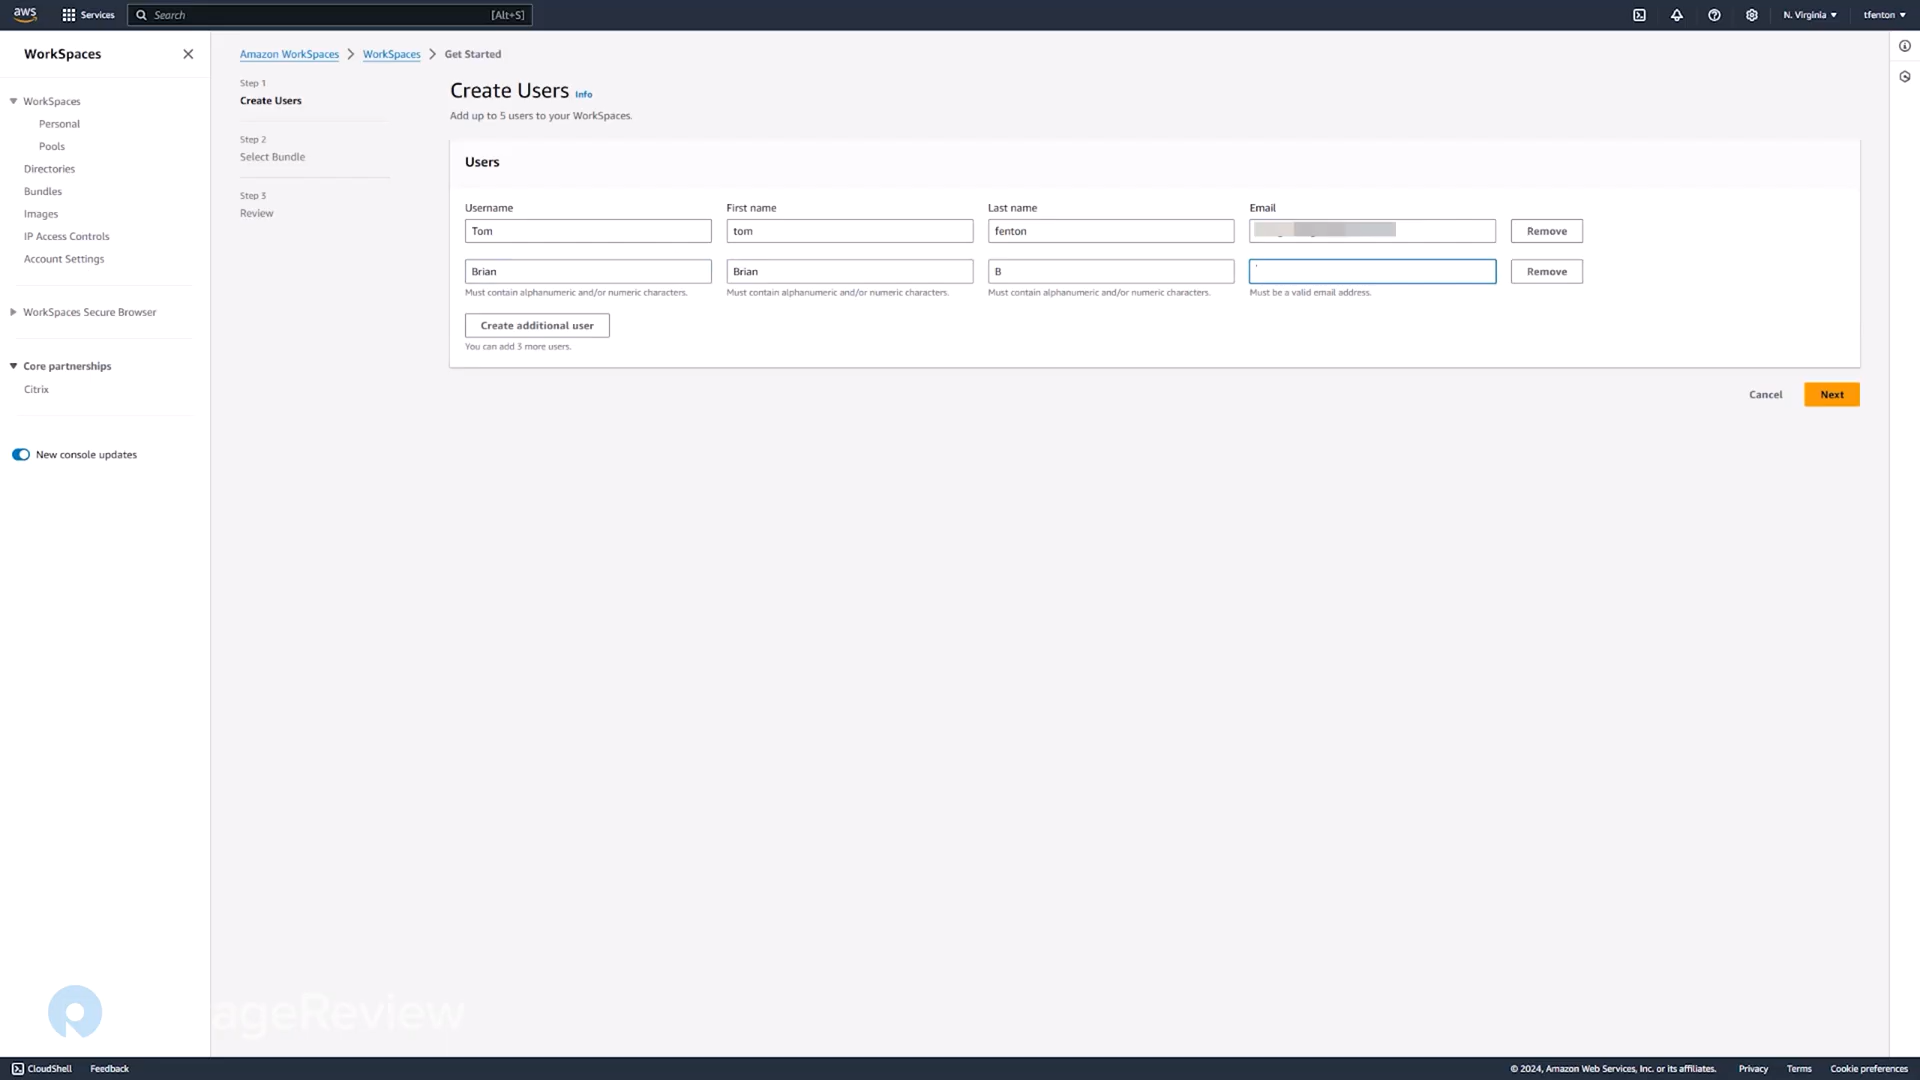 aws
Services
Search
[Alt+S]
N. Virginia
tfenton
WorkSpaces
WorkSpaces
Personal
Pools
Directories
Bundles
Images
IP Access Controls
Account Settings
WorkSpaces Secure Browser
Core partnerships
Citrix
New console updates
Amazon WorkSpaces
WorkSpaces
Get Started
Step 1
Create Users
Step 2
Select Bundle
Step 3
Review
Create Users Info
Add up to 5 users to your WorkSpaces.
Users
Username First name Last name Email
Tom tom fenton Remove
Brian Brian B Remove
Must contain alphanumeric and/or numeric characters. Must contain alphanumeric and/or numeric characters. Must contain alphanumeric and/or numeric characters. Must be a valid email address.
Create additional user
You can add 3 more users.
Cancel Next
ageReview
CloudShell Feedback
© 2024, Amazon Web Services, Inc. or its affiliates. Privacy Terms Cookie preferences